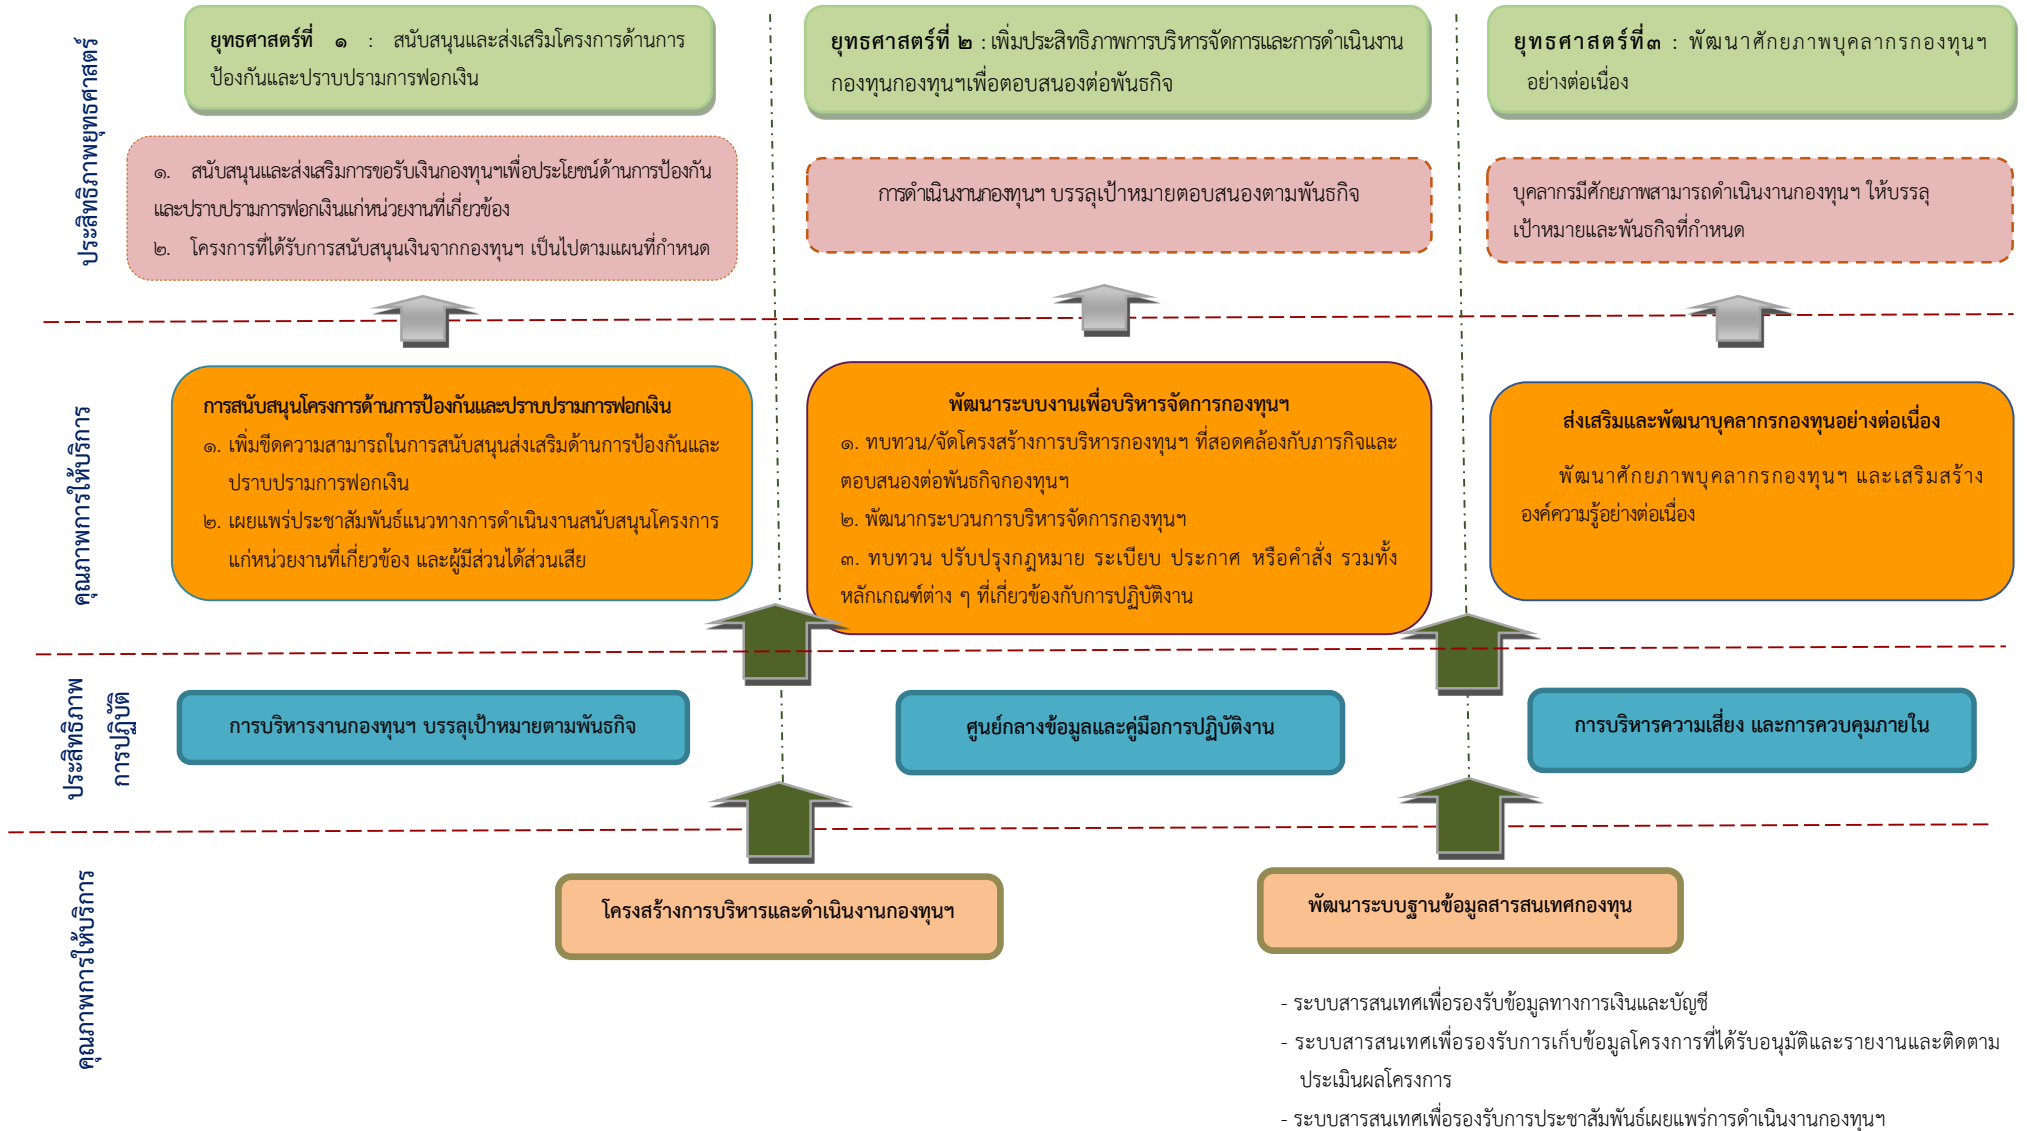 ประสิทธิภาพยุทธศาสตร์
ยุทธศาสตร์ที่ ๑ : สนับสนุนและส่งเสริมโครงการด้านการ
ป้องกันและปราบปรามการฟอกเงิน
ยุทธศาสตร์ที่ ๒ : เพิ่มประสิทธิภาพการบริหารจัดการและการดำเนินงาน
กองทุนกองทุนฯเพื่อตอบสนองต่อพันธกิจ
ยุทธศาสตร์ที่๓ : พัฒนาศักยภาพบุคลากรกองทุนฯ
อย่างต่อเนื่อง
๑. สนับสนุนและส่งเสริมการขอรับเงินกองทุนฯเพื่อประโยชน์ด้านการป้องกัน
และปราบปรามการฟอกเงินแก่หน่วยงานที่เกี่ยวข้อง
๒. โครงการที่ได้รับการสนับสนุนเงินจากกองทุนฯ เป็นไปตามแผนที่กำหนด
การดำเนินงานกองทุนฯ บรรลุเป้าหมายตอบสนองตามพันธกิจ
บุคลากรมีศักยภาพสามารถดำเนินงานกองทุนฯ ให้บรรลุ
เป้าหมายและพันธกิจที่กำหนด
คุณภาพการให้บริการ
การสนับสนุนโครงการด้านการป้องกันและปราบปรามการฟอกเงิน
๑. เพิ่มขีดความสามารถในการสนับสนุนส่งเสริมด้านการป้องกันและ
ปราบปรามการฟอกเงิน
๒. เผยแพร่ประชาสัมพันธ์แนวทางการดำเนินงานสนับสนุนโครงการ
แก่หน่วยงานที่เกี่ยวข้อง และผู้มีส่วนได้ส่วนเสีย
พัฒนาระบบงานเพื่อบริหารจัดการกองทุนฯ
๑. ทบทวน/จัดโครงสร้างการบริหารกองทุนฯ ที่สอดคล้องกับภารกิจและ
ตอบสนองต่อพันธกิจกองทุนฯ
๒. พัฒนากระบวนการบริหารจัดการกองทุนฯ
๓. ทบทวน ปรับปรุงกฎหมาย ระเบียบ ประกาศ หรือคำสั่ง รวมทั้ง
หลักเกณฑ์ต่าง ๆ ที่เกี่ยวข้องกับการปฏิบัติงาน
ส่งเสริมและพัฒนาบุคลากรกองทุนอย่างต่อเนื่อง
พัฒนาศักยภาพบุคลากรกองทุนฯ และเสริมสร้าง
องค์ความรู้อย่างต่อเนื่อง
ประสิทธิภาพ
การปฏิบัติ
การบริหารงานกองทุนฯ บรรลุเป้าหมายตามพันธกิจ
ศูนย์กลางข้อมูลและคู่มือการปฏิบัติงาน
การบริหารความเสี่ยง และการควบคุมภายใน
คุณภาพการให้บริการ
โครงสร้างการบริหารและดำเนินงานกองทุนฯ
พัฒนาระบบฐานข้อมูลสารสนเทศกองทุน
- ระบบสารสนเทศเพื่อรองรับข้อมูลทางการเงินและบัญชี
- ระบบสารสนเทศเพื่อรองรับการเก็บข้อมูลโครงการที่ได้รับอนุมัติและรายงานและติดตาม
ประเมินผลโครงการ
- ระบบสารสนเทศเพื่อรองรับการประชาสัมพันธ์เผยแพร่การดำเนินงานกองทุนฯ